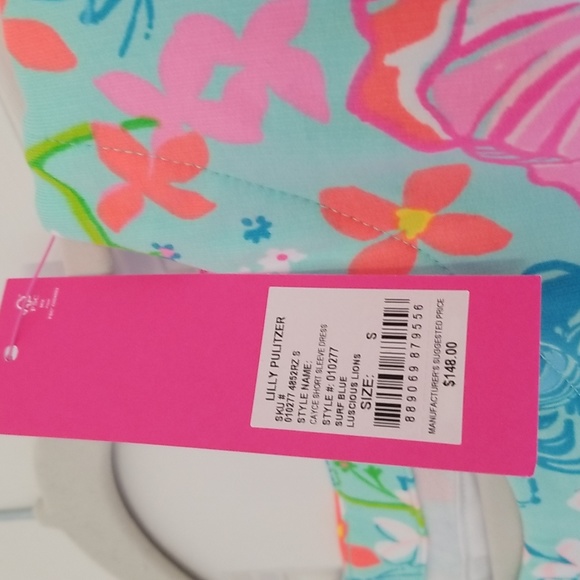 LILLY PULITZER
SKU #
010277 4852RZ S
STYLE NAME:
CAYCE SHORT SLEEVE DRESS
STYLE #: 010277
SURF BLUE
LUSCIOUS LIONS
SIZE: S
889069 879556
MANUFACTURER'S SUGGESTED PRICE
$148.00